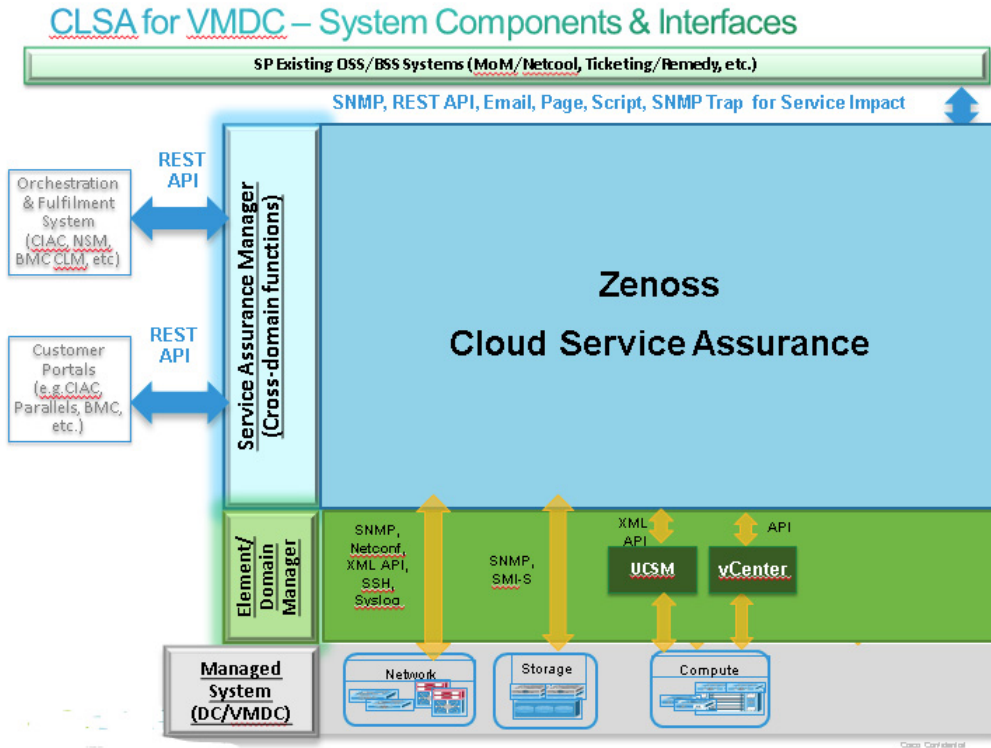 CLSA for VMDC – System Components & Interfaces
SP Existing OSS/BSS Systems (MoM/Netcool, Ticketing/Remedy, etc.)
SNMP, REST API, Email, Page, Script, SNMP Trap for Service Impact
REST
API
Orchestration
& Fulfilment
System
(CIAC, NSM,
BMC CLM, etc)
REST
API
Customer
Portals
(e.g.CIAC,
Parallels, BMC,
etc.)
Service Assurance Manager
(Cross-domain functions)
Zenoss
Cloud Service Assurance
Element/
Domain
Manager
SNMP,
Netconf,
XML API,
SSH,
Syslog
SNMP,
SMI-S
XML
API
UCSM
API
vCenter
Managed
System
(DC/VMDC)
Network
Storage
Compute
Cisco Confidential